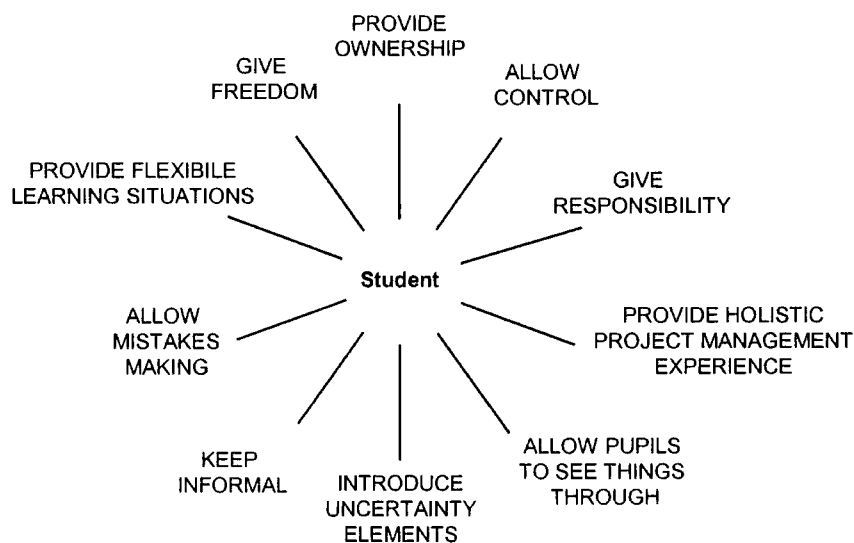 PROVIDE
OWNERSHIP
GIVE
FREEDOM
ALLOW
CONTROL
PROVIDE FLEXIBILE
LEARNING SITUATIONS
GIVE
RESPONSIBILITY
Student
ALLOW
MISTAKES
MAKING
PROVIDE HOLISTIC
PROJECT MANAGEMENT
EXPERIENCE
KEEP
INFORMAL
INTRODUCE
UNCERTAINTY
ELEMENTS
ALLOW PUPILS
TO SEE THINGS
THROUGH